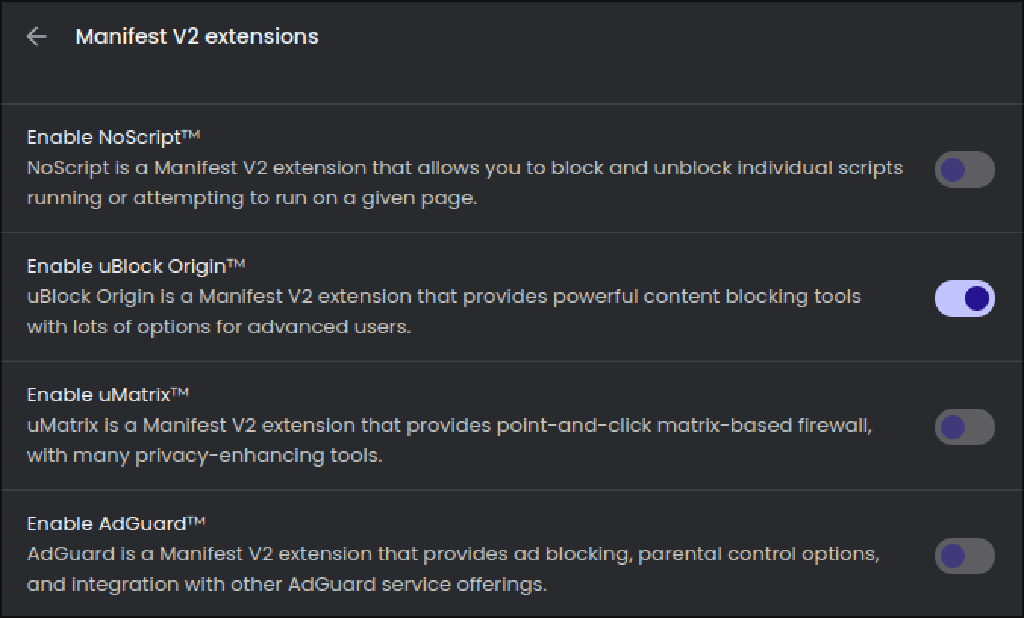 Manifest V2 extensions
Enable NoScript™
NoScript is a Manifest V2 extension that allows you to block and unblock individual scripts
running or attempting to run on a given page.
Enable uBlock Origin™
uBlock Origin is a Manifest V2 extension that provides powerful content blocking tools
with lots of options for advanced users.
Enable uMatrix™
uMatrix is a Manifest V2 extension that provides point-and-click matrix-based firewall,
with many privacy-enhancing tools.
Enable AdGuard™
AdGuard is a Manifest V2 extension that provides ad blocking, parental control options,
and integration with other AdGuard service offerings.